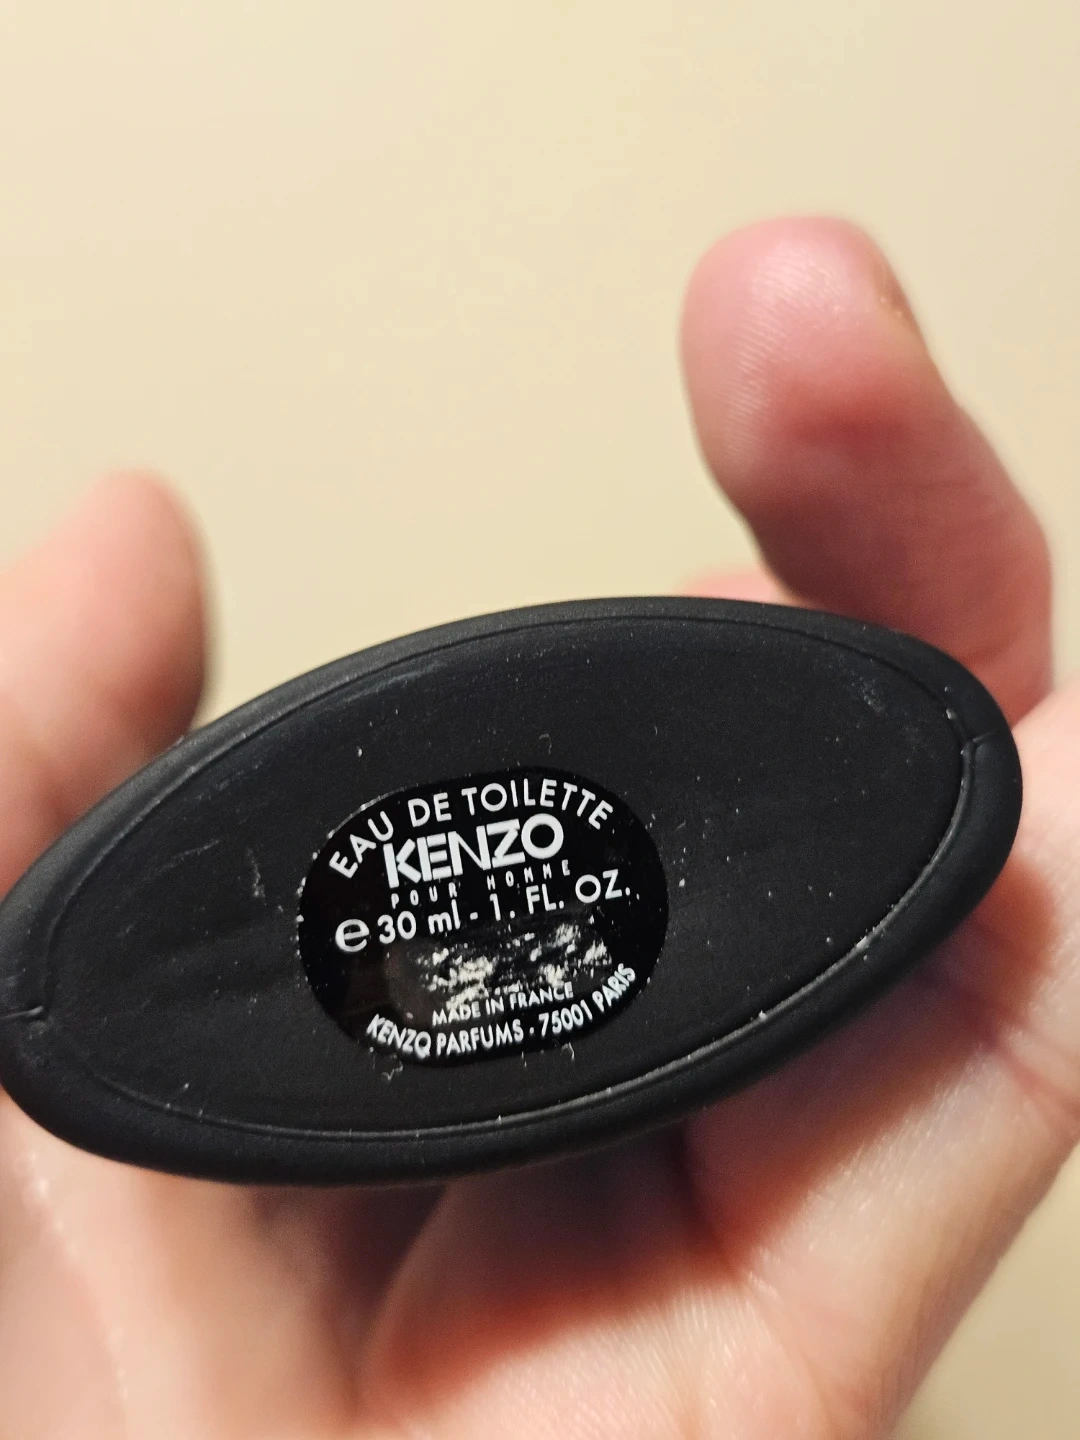 EAU DE TOILETTE
KENZO
POUR HOMME
℮ 30 ml - 1. FL. OZ.
MADE IN FRANCE
KENZO PARFUMS . 75001 PARIS